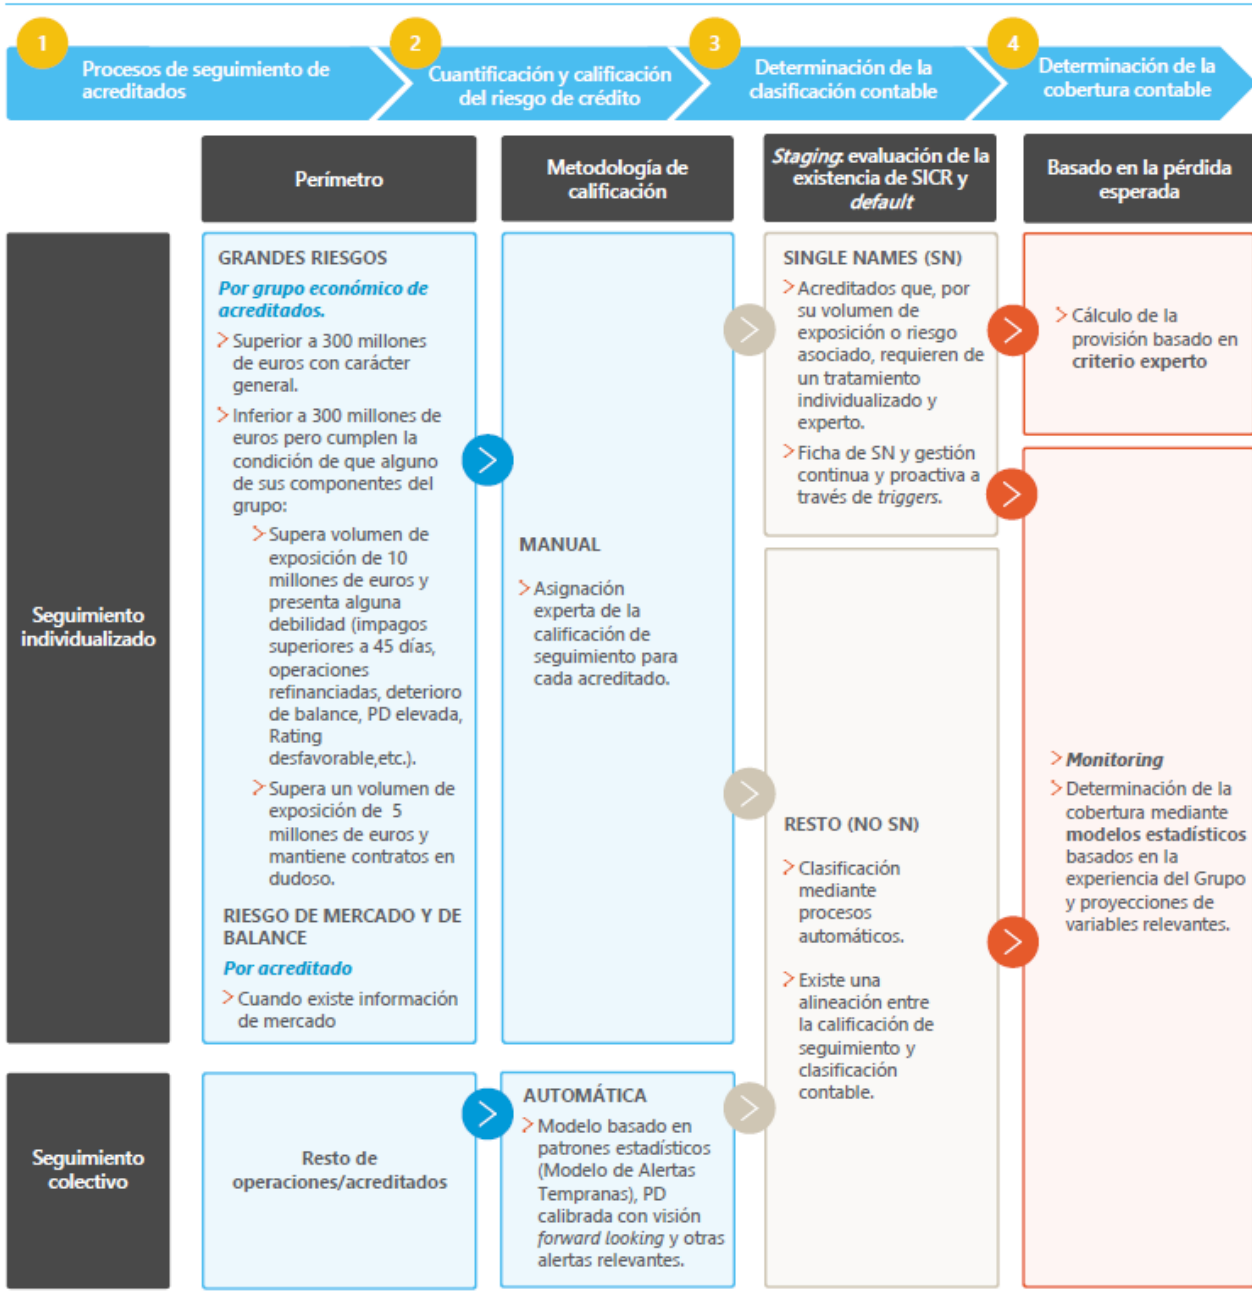 1
Procesos de seguimiento de
acreditados
2
Cuantificación y calificación
del riesgo de crédito
3
Determinación de la
clasificación contable
4
Determinación de la
cobertura contable
Perímetro
Metodología de
calificación
Staging: evaluación de la
existencia de SICR y
default
Basado en la pérdida
esperada
Seguimiento
individualizado
GRANDES RIESGOS
Por grupo económico de
acreditados.
Superior a 300 millones
de euros con carácter
general.
Inferior a 300 millones de
euros pero cumplen la
condición de que alguno
de sus componentes del
grupo:
Supera volumen de
exposición de 10
millones de euros y
presenta alguna
debilidad (impagos
superiores a 45 días,
operaciones
refinanciadas, deterioro
de balance, PD elevada,
Rating
desfavorable,etc.).
Supera un volumen de
exposición de 5
millones de euros y
mantiene contratos en
dudoso.
RIESGO DE MERCADO Y DE
BALANCE
Por acreditado
Cuando existe información
de mercado
MANUAL
Asignación
experta de la
calificación de
seguimiento para
cada acreditado.
SINGLE NAMES (SN)
Acreditados que, por
su volumen de
exposición o riesgo
asociado, requieren de
un tratamiento
individualizado y
experto.
Ficha de SN y gestión
continua y proactiva a
través de triggers.
Cálculo de la
provisión basado en
criterio experto
RESTO (NO SN)
Clasificación
mediante
procesos
automáticos.
Existe una
alineación entre
la calificación de
seguimiento y
clasificación
contable.
Monitoring
Determinación de la
cobertura mediante
modelos estadísticos
basados en la
experiencia del Grupo
y proyecciones de
variables relevantes.
Seguimiento
colectivo
Resto de
operaciones/acreditados
AUTOMÁTICA
Modelo basado en
patrones estadísticos
(Modelo de Alertas
Tempranas), PD
calibrada con visión
forward looking y otras
alertas relevantes.